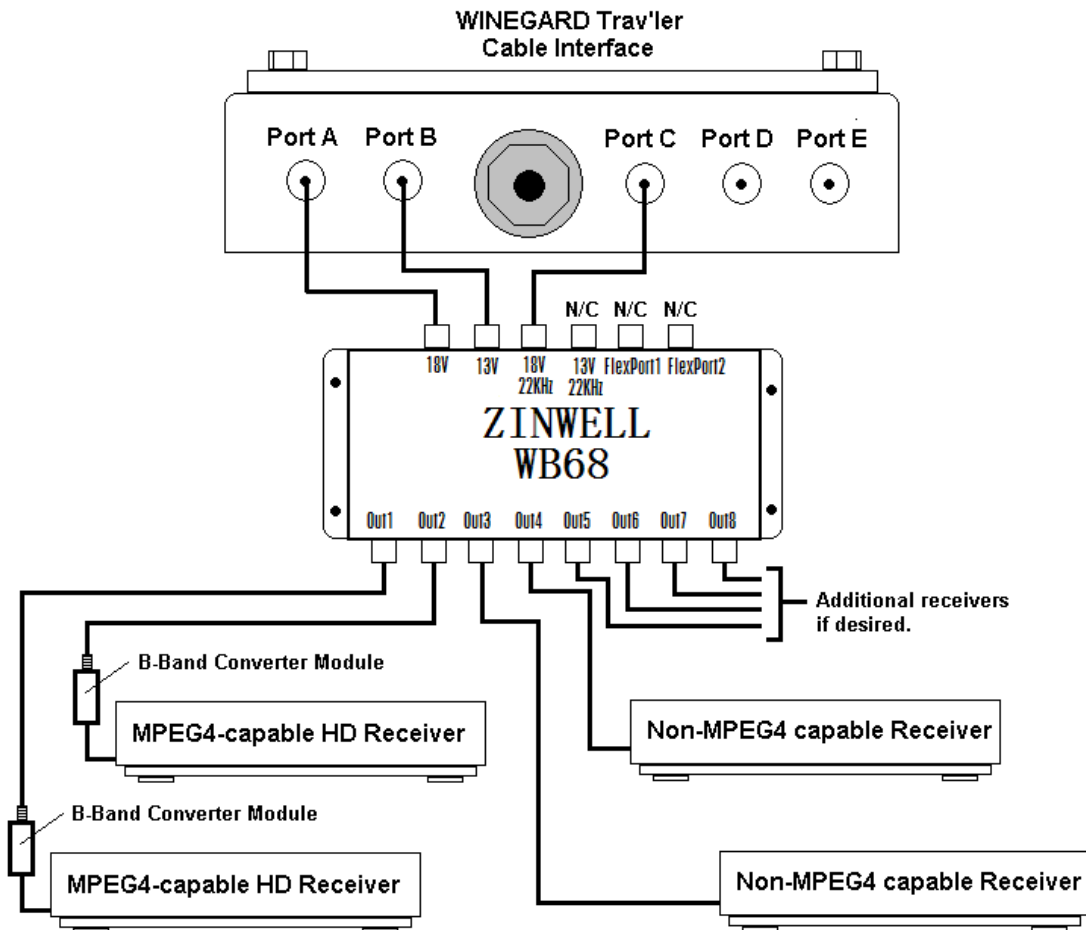 WINEGARD Trav'ler
Cable Interface
Port A
Port B
Port C
Port D
Port E
N/C
N/C
N/C
18V
13V
18V
22KHz
13V
22KHz
FlexPort1
FlexPort2
ZINWELL
WB68
Out1
Out2
Out3
Out4
Out5
Out6
Out7
Out8
Additional receivers
if desired.
B-Band Converter Module
MPEG4-capable HD Receiver
Non-MPEG4 capable Receiver
B-Band Converter Module
MPEG4-capable HD Receiver
Non-MPEG4 capable Receiver